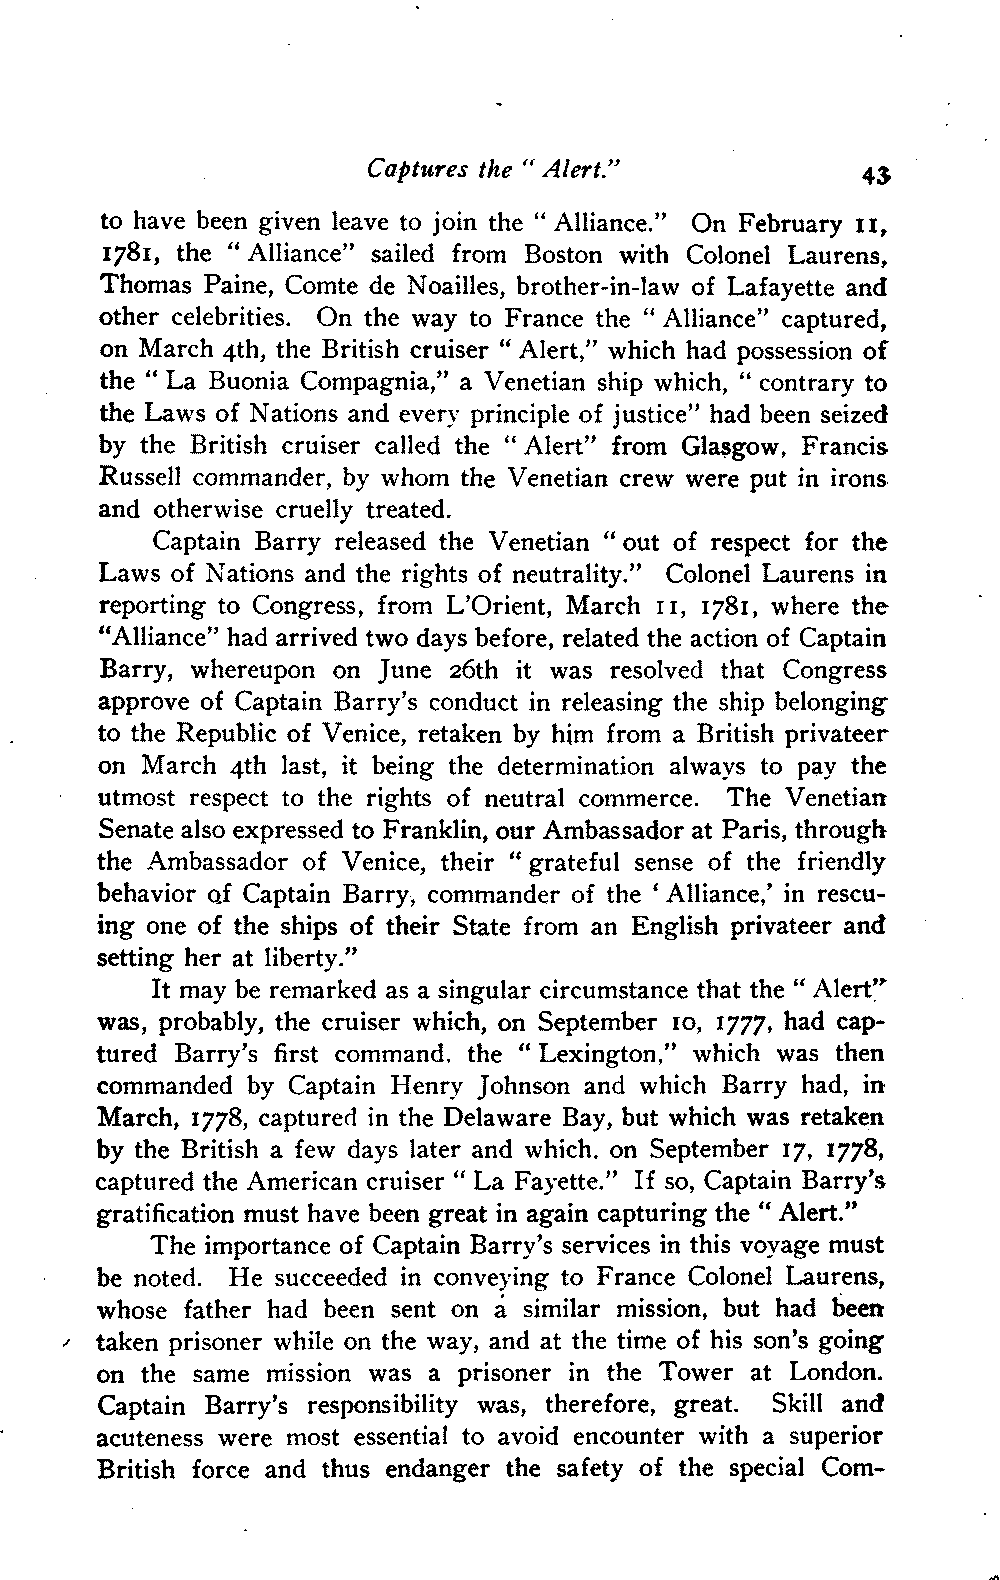 Captures the " Alert." 43
to have been given leave to join the " Alliance." On February 11,
1781, the " Alliance" sailed from Boston with Colonel Laurens,
Thomas Paine, Comte de Noailles, brother-in-law of Lafayette and
other celebrities. On the way to France the " Alliance" captured,
on March 4th, the British cruiser " Alert," which had possession of
the " La Buonia Compagnia," a Venetian ship which, " contrary to
the Laws of Nations and every principle of justice" had been seized
by the British cruiser called the " Alert" from Glasgow, Francis
Russell commander, by whom the Venetian crew were put in irons
and otherwise cruelly treated.
Captain Barry released the Venetian " out of respect for the
Laws of Nations and the rights of neutrality." Colonel Laurens in
reporting to Congress, from L'Orient, March 11, 1781, where the
"Alliance" had arrived two days before, related the action of Captain
Barry, whereupon on June 26th it was resolved that Congress
approve of Captain Barry's conduct in releasing the ship belonging
to the Republic of Venice, retaken by him from a British privateer
on March 4th last, it being the determination always to pay the
utmost respect to the rights of neutral commerce. The Venetian
Senate also expressed to Franklin, our Ambassador at Paris, through
the Ambassador of Venice, their " grateful sense of the friendly
behavior of Captain Barry, commander of the ' Alliance,' in rescu-
ing one of the ships of their State from an English privateer and
setting her at liberty."
It may be remarked as a singular circumstance that the " Alert"
was, probably, the cruiser which, on September 10, 1777, had cap-
tured Barry's first command, the " Lexington," which was then
commanded by Captain Henry Johnson and which Barry had, in
March, 1778, captured in the Delaware Bay, but which was retaken
by the British a few days later and which, on September 17, 1778,
captured the American cruiser " La Fayette." If so, Captain Barry's
gratification must have been great in again capturing the " Alert."
The importance of Captain Barry's services in this voyage must
be noted. He succeeded in conveying to France Colonel Laurens,
whose father had been sent on a similar mission, but had been
taken prisoner while on the way, and at the time of his son's going
on the same mission was a prisoner in the Tower at London.
Captain Barry's responsibility was, therefore, great. Skill and
acuteness were most essential to avoid encounter with a superior
British force and thus endanger the safety of the special Com-